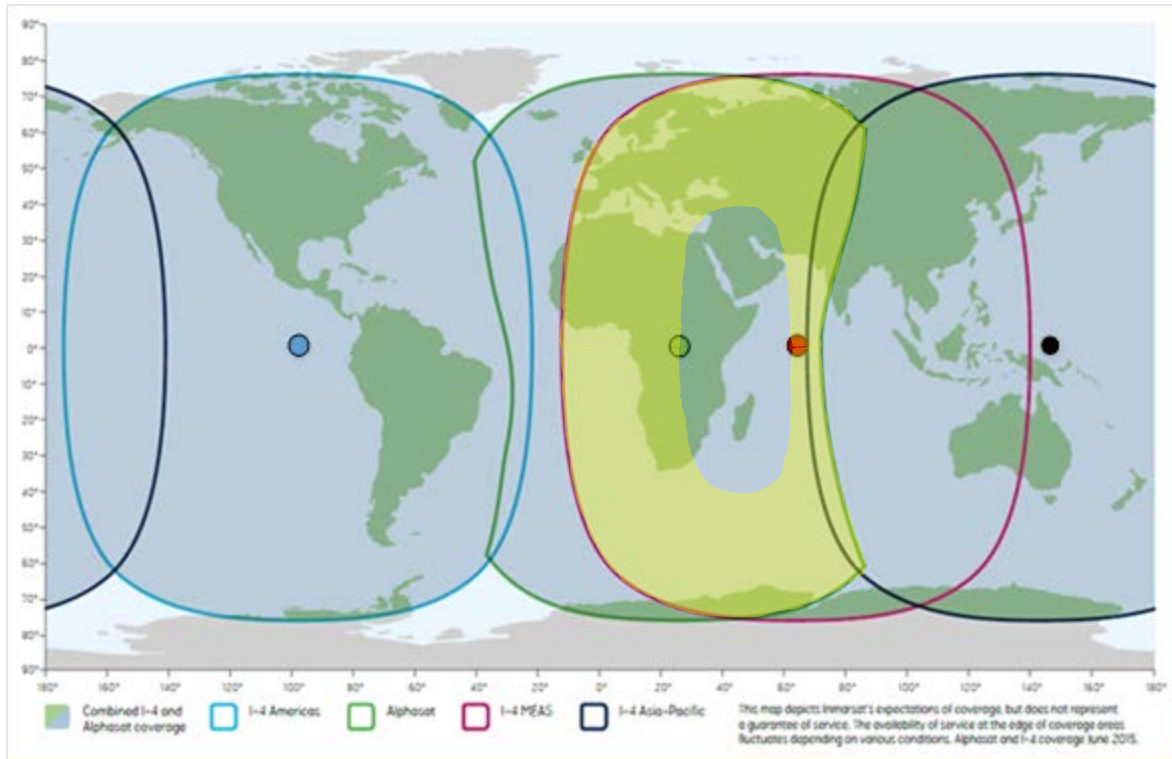 90°
80°
70°
60°
50°
40°
30°
20°
10°
0°
10°
20°
30°
40°
50°
60°
70°
80°
90°
180° 160° 140° 120° 100° 80° 60° 40° 20° 0° 20° 40° 60° 80° 100° 120° 140° 160° 180°
Combined I-4 and
Alphasat coverage
I-4 Americas
Alphasat
I-4 MEAS
I-4 Asia-Pacific
This map depicts Inmarsat's expectations of coverage, but does not represent
a guarantee of service. The availability of service at the edge of coverage areas
fluctuates depending on various conditions. Alphasat and I-4 coverage June 2015.